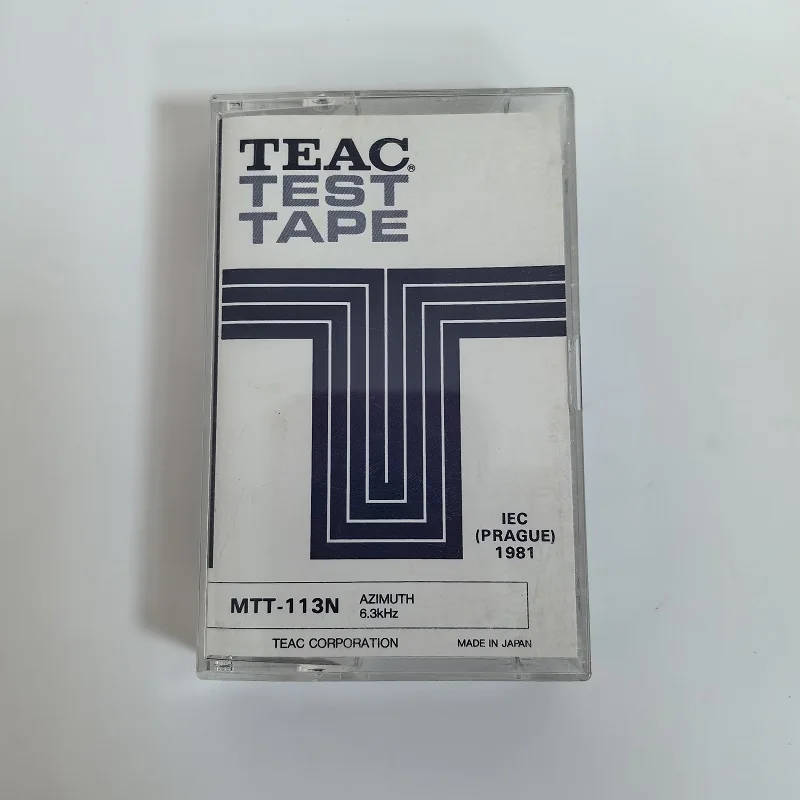 TEAC®
TEST
TAPE
IEC
(PRAGUE)
1981
MTT-113N AZIMUTH
6.3kHz
TEAC CORPORATION MADE IN JAPAN